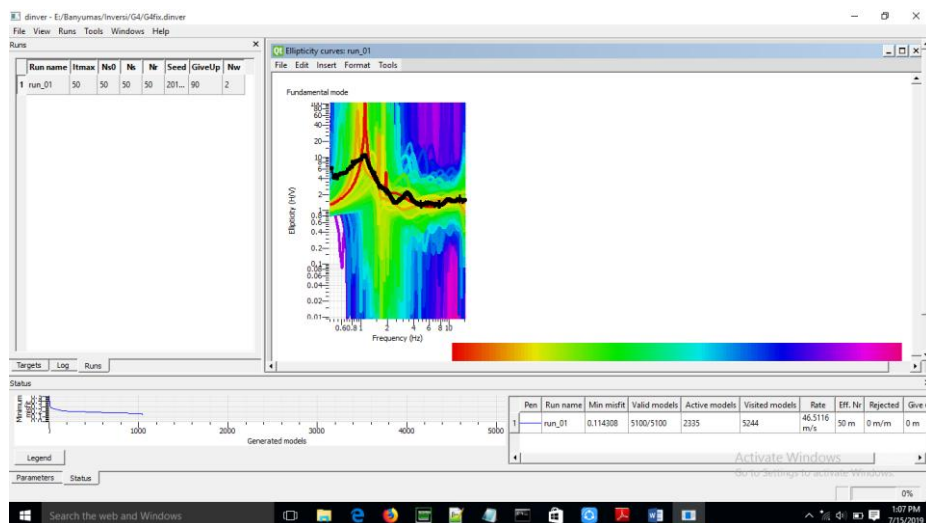 dinver - E:/Banyumas/Inversi/G4/G4fix.dinver
File View Runs Tools Windows Help
Runs
Run name Itmax Ns0 Ns Nr Seed GiveUp Nw
1 run_01 50 50 50 50 201... 90 2
Targets Log Runs
Qt Ellipticity curves: run_01
File Edit Insert Format Tools
Fundamental mode
Ellipticity (H/V)
40
20
10
6
4
2
1
0.6
0.4
0.2
0.1
0.06
0.04
0.02
0.01
0.6 0.8 1 2 4 6 8 10
Frequency (Hz)
Status
Minimum
1000 2000 3000 4000 5000
Generated models
Legend
Pen Run name Min misfit Valid models Active models Visited models Rate Eff. Nr Rejected Give
1 run_01 0.114308 5100/5100 2335 5244 46.5116 m/s 50 m 0 m/m 0 m
Activate Windows
Go to Settings to activate Windows.
Parameters Status
0%
Search the web and Windows
1:07 PM
7/15/2019